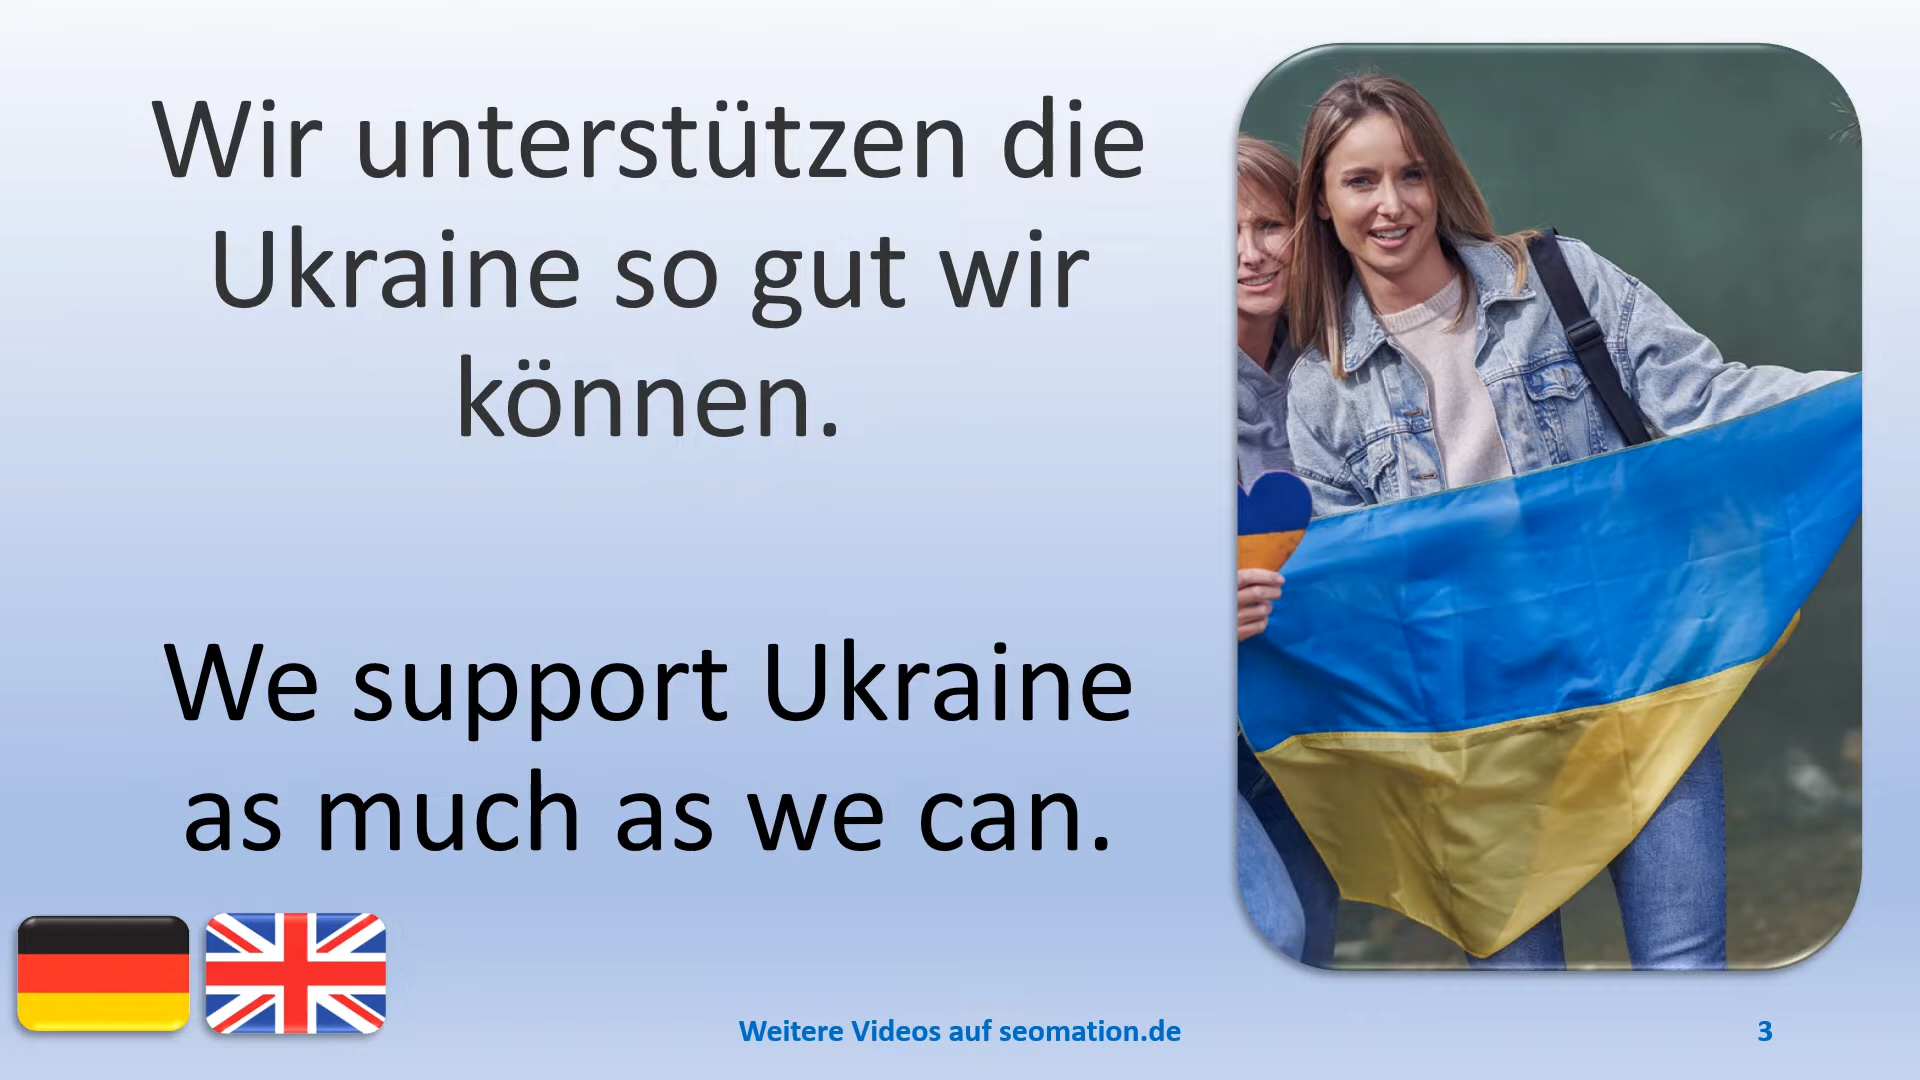 Wir unterstützen die
Ukraine so gut wir
können.
We support Ukraine
as much as we can.
Weitere Videos auf seomation.de
3